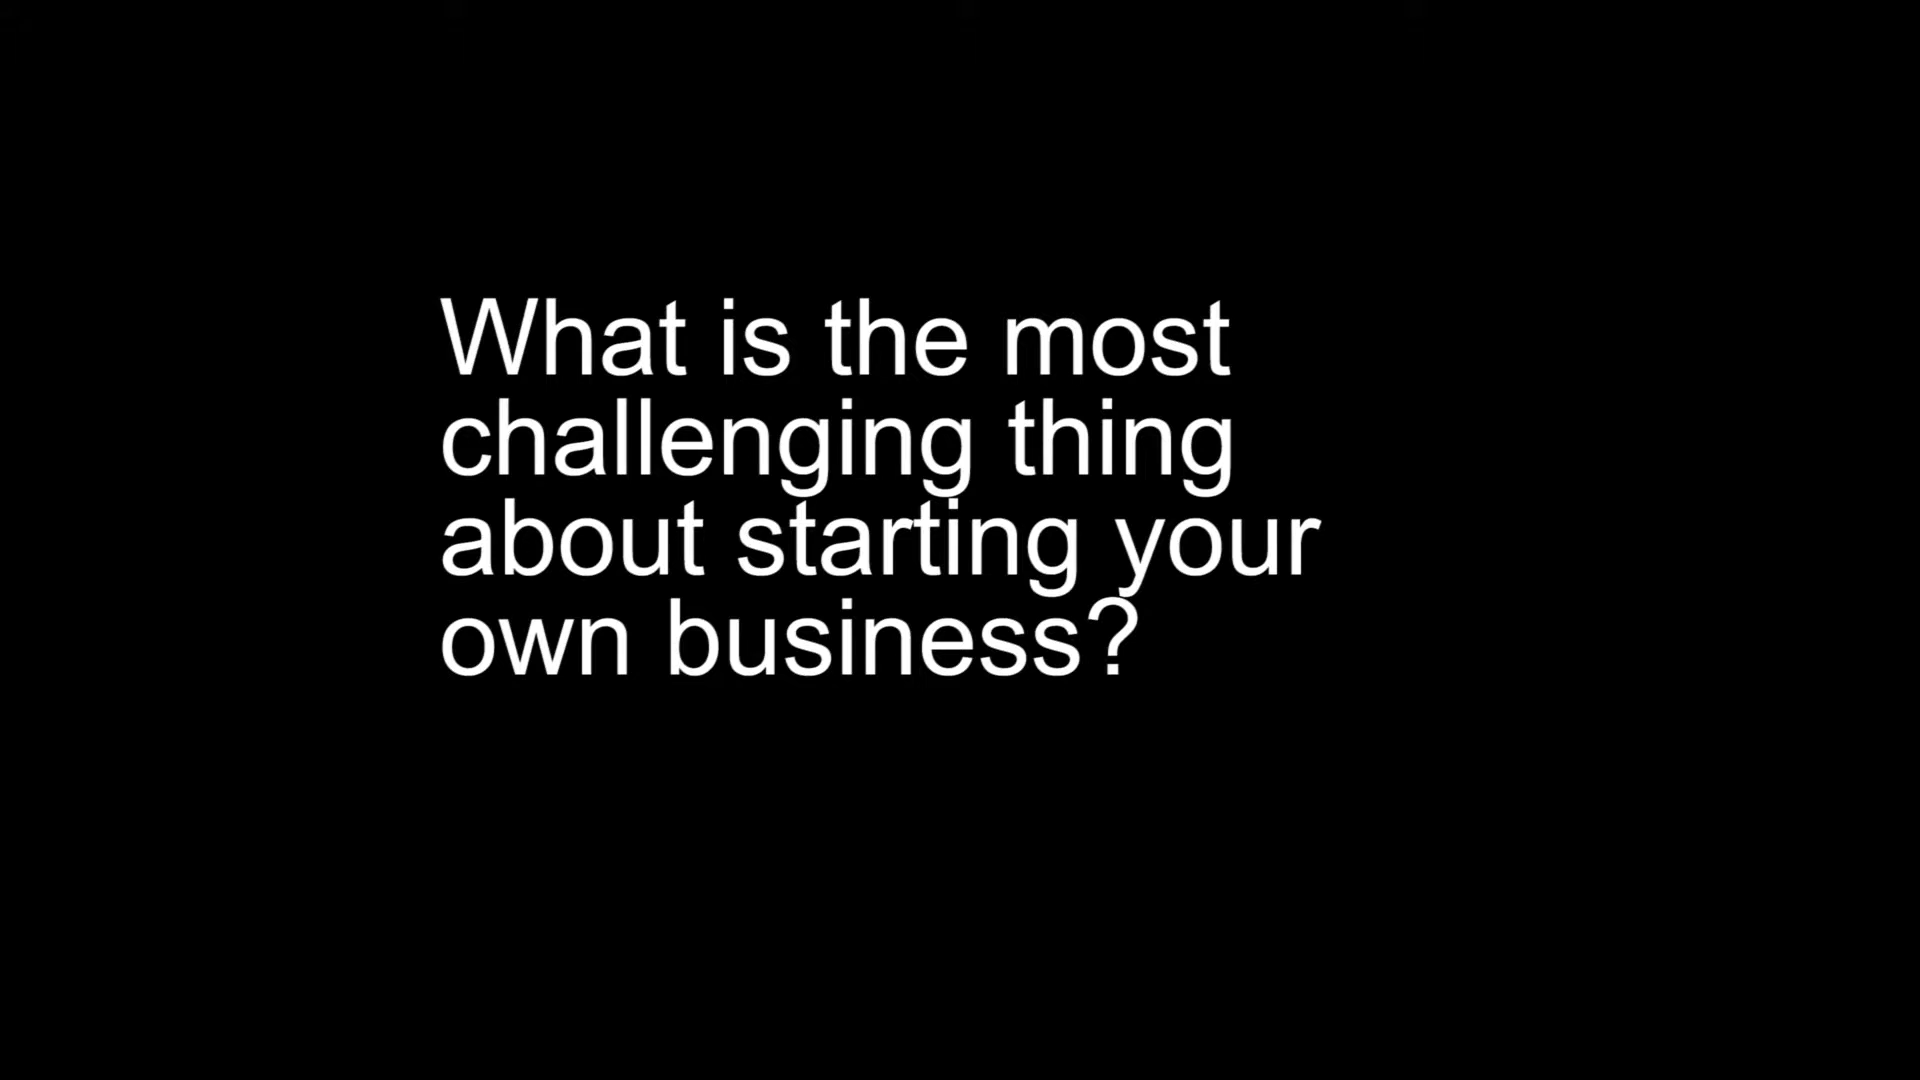 What is the most
challenging thing
about starting your
own business?